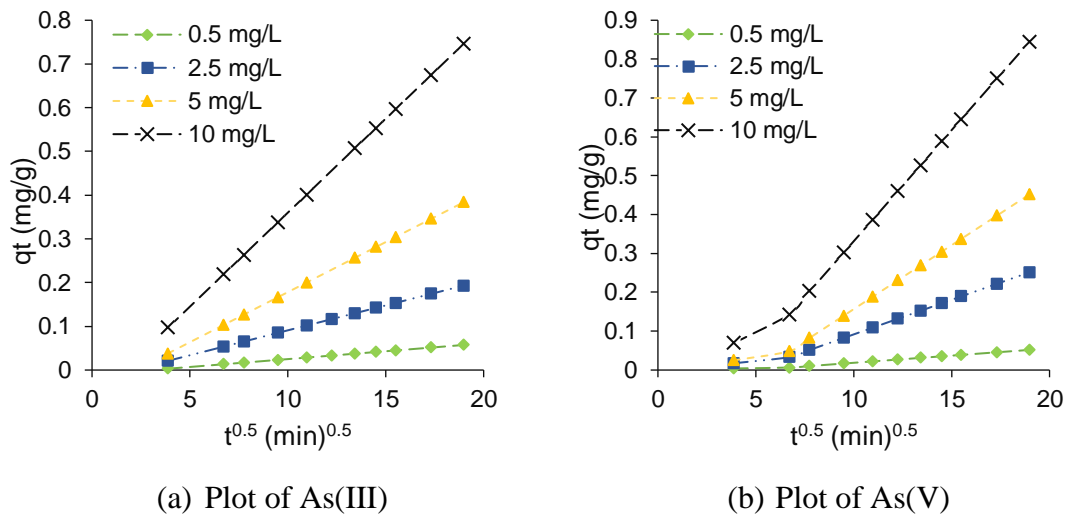 0.8
0.7
0.6
0.5
0.4
0.3
0.2
0.1
0
qt (mg/g)
0.5 mg/L
2.5 mg/L
5 mg/L
10 mg/L
0 5 10 15 20
t^0.5 (min)^0.5
(a) Plot of As(III)
0.9
0.8
0.7
0.6
0.5
0.4
0.3
0.2
0.1
0
qt (mg/g)
0.5 mg/L
2.5 mg/L
5 mg/L
10 mg/L
0 5 10 15 20
t^0.5 (min)^0.5
(b) Plot of As(V)